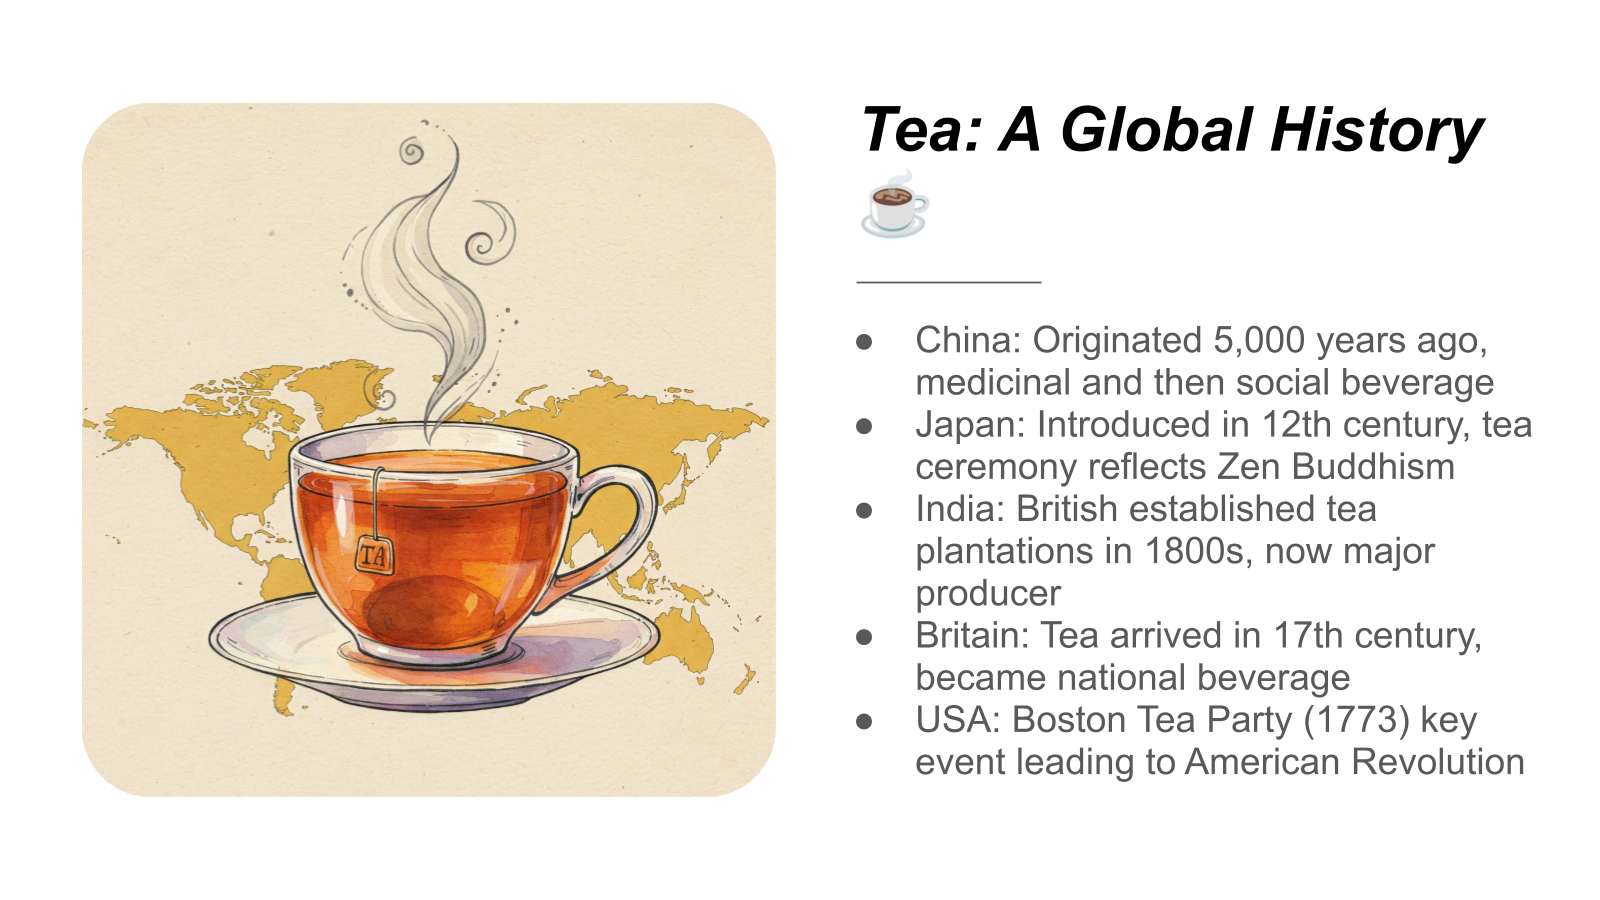 Tea: A Global History
☕
● China: Originated 5,000 years ago,
medicinal and then social beverage
● Japan: Introduced in 12th century, tea
ceremony reflects Zen Buddhism
● India: British established tea
plantations in 1800s, now major
producer
● Britain: Tea arrived in 17th century,
became national beverage
● USA: Boston Tea Party (1773) key
event leading to American Revolution
TA